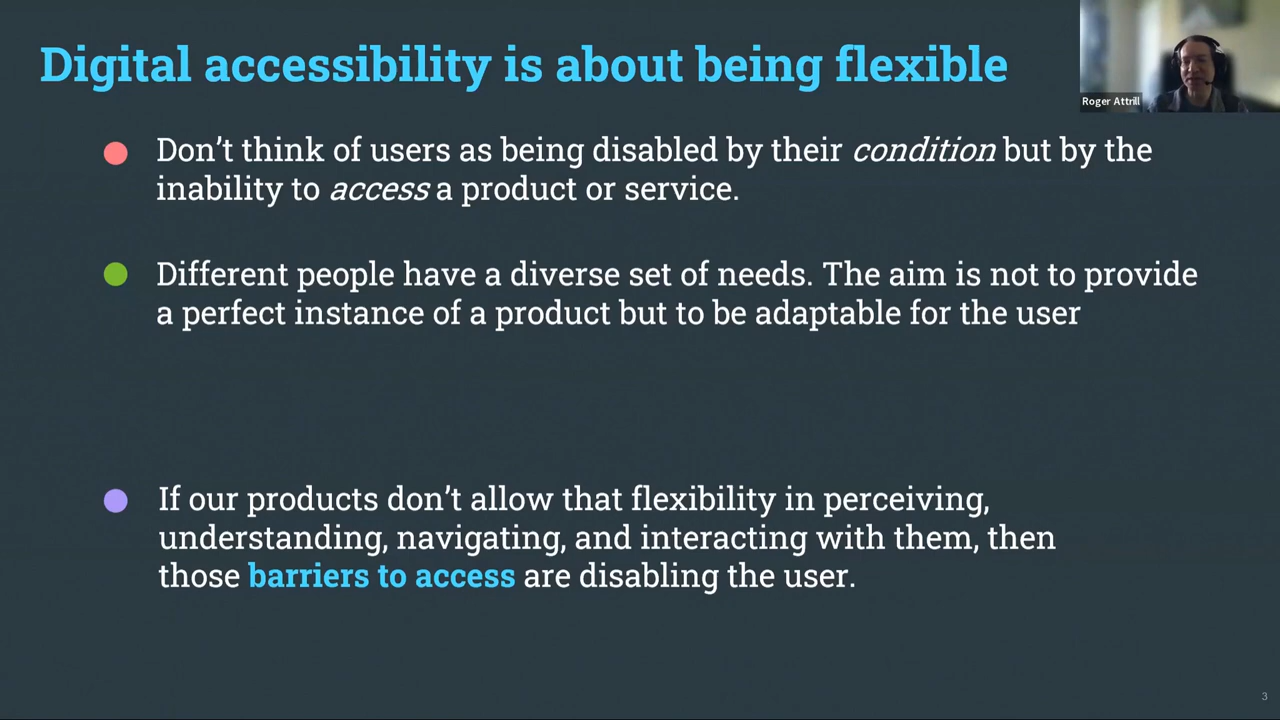 Digital accessibility is about being flexible
Roger Attrill
Don’t think of users as being disabled by their condition but by the
inability to access a product or service.
Different people have a diverse set of needs. The aim is not to provide
a perfect instance of a product but to be adaptable for the user
If our products don’t allow that flexibility in perceiving,
understanding, navigating, and interacting with them, then
those barriers to access are disabling the user.
3